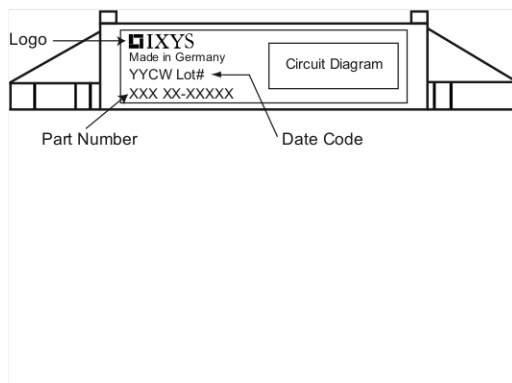 Logo
IXYS
Made in Germany
YYCW Lot#
XXX XX-XXXXX
Circuit Diagram
Part Number
Date Code